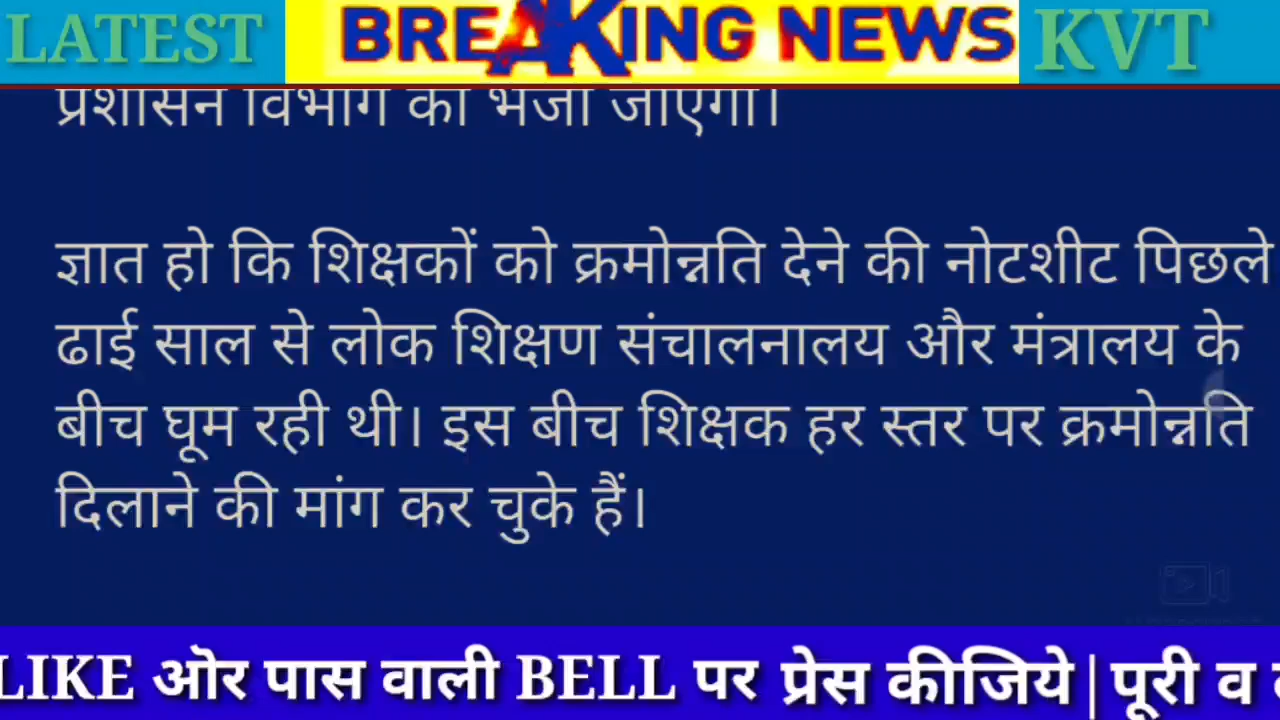 LATEST BREAKING NEWS KVT
प्रशासन विभाग को भेजा जाएगा।
ज्ञात हो कि शिक्षकों को क्रमोन्नति देने की नोटशीट पिछले
ढाई साल से लोक शिक्षण संचालनालय और मंत्रालय के
बीच घूम रही थी। इस बीच शिक्षक हर स्तर पर क्रमोन्नति
दिलाने की मांग कर चुके हैं।
LIKE ऒर पास वाली BELL पर प्रेस कीजिये | पूरी व